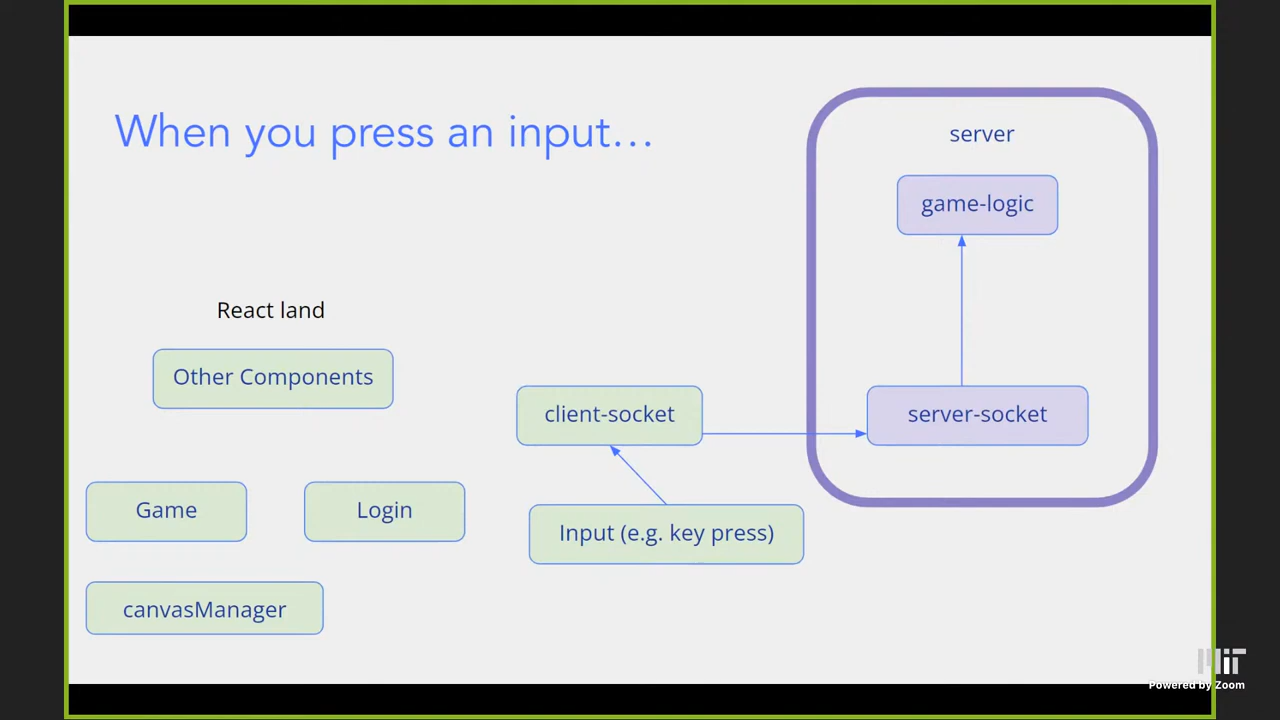 When you press an input…
server
game-logic
React land
Other Components
client-socket
server-socket
Game
Login
Input (e.g. key press)
canvasManager
MIT
Powered by Zoom